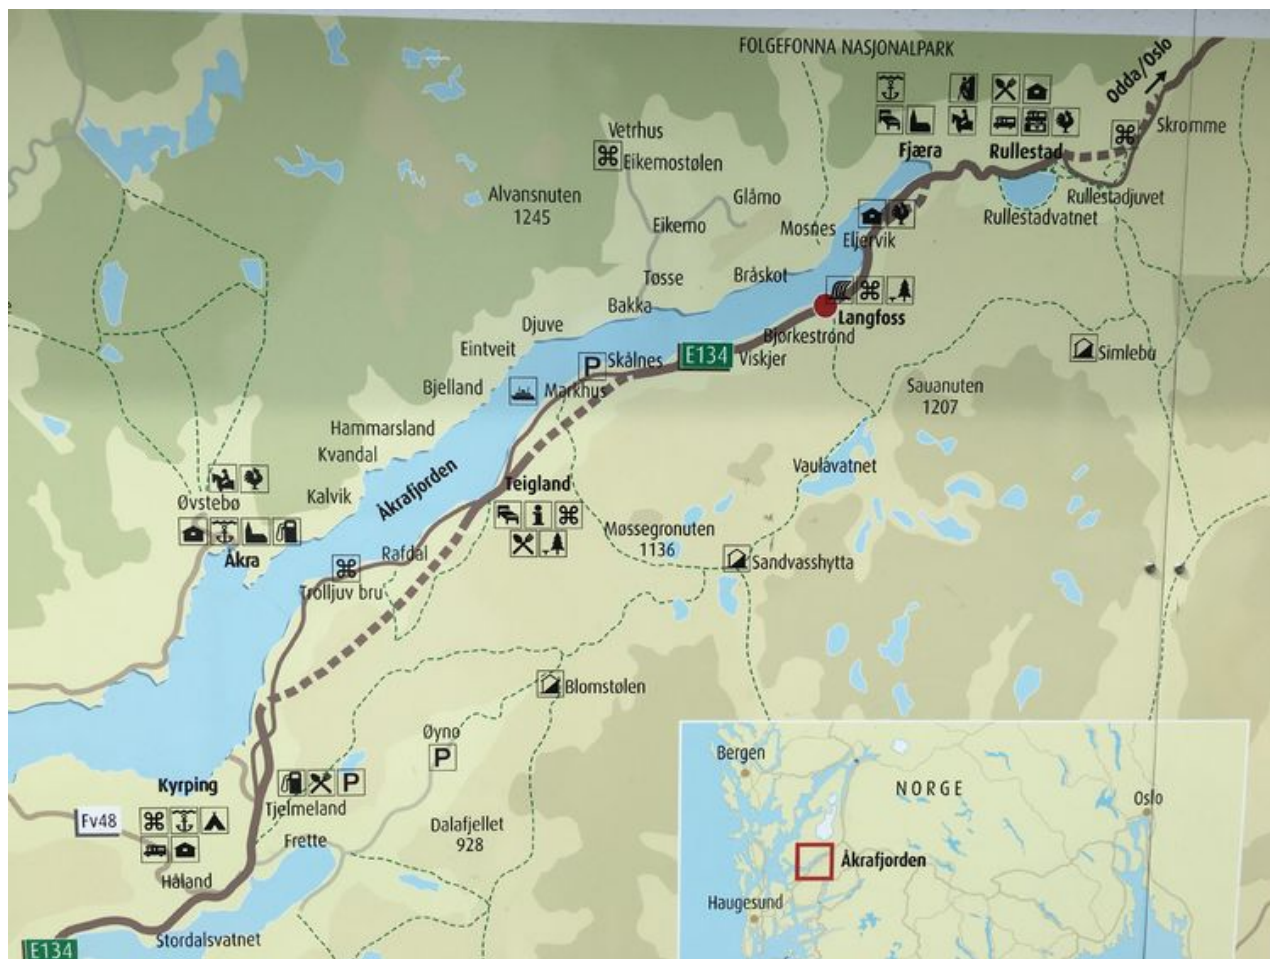 FOLGEFONNA NASJONALPARK
Odda/Oslo
Skromme
Vetrhus
Eikemostølen
Fjæra
Rullestad
Rullestadjuvet
Rullestadvatnet
Alvansnuten
1245
Glåmo
Eikemo
Mosnes
Eljervik
Tøsse
Bråskot
Bakka
Langfoss
Djuve
Bjørkestrond
Eintveit
P
Skålnes
E134
Viskjer
Simlebu
Bjelland
Markhus
Sauanuten
1207
Hammarsland
Kvandal
Åkrafjorden
Vaulavatnet
Øvstebø
Kalvik
Teigland
i
Møssegronuten
1136
Åkra
Rafdal
Sandvasshytta
Trolljuv bru
Blomstølen
Øyno
P
Kyrping
P
Tjelmeland
Fv48
Dalafjellet
928
Frette
Håland
Stordalsvatnet
E134
Bergen
NORGE
Oslo
Åkrafjorden
Haugesund